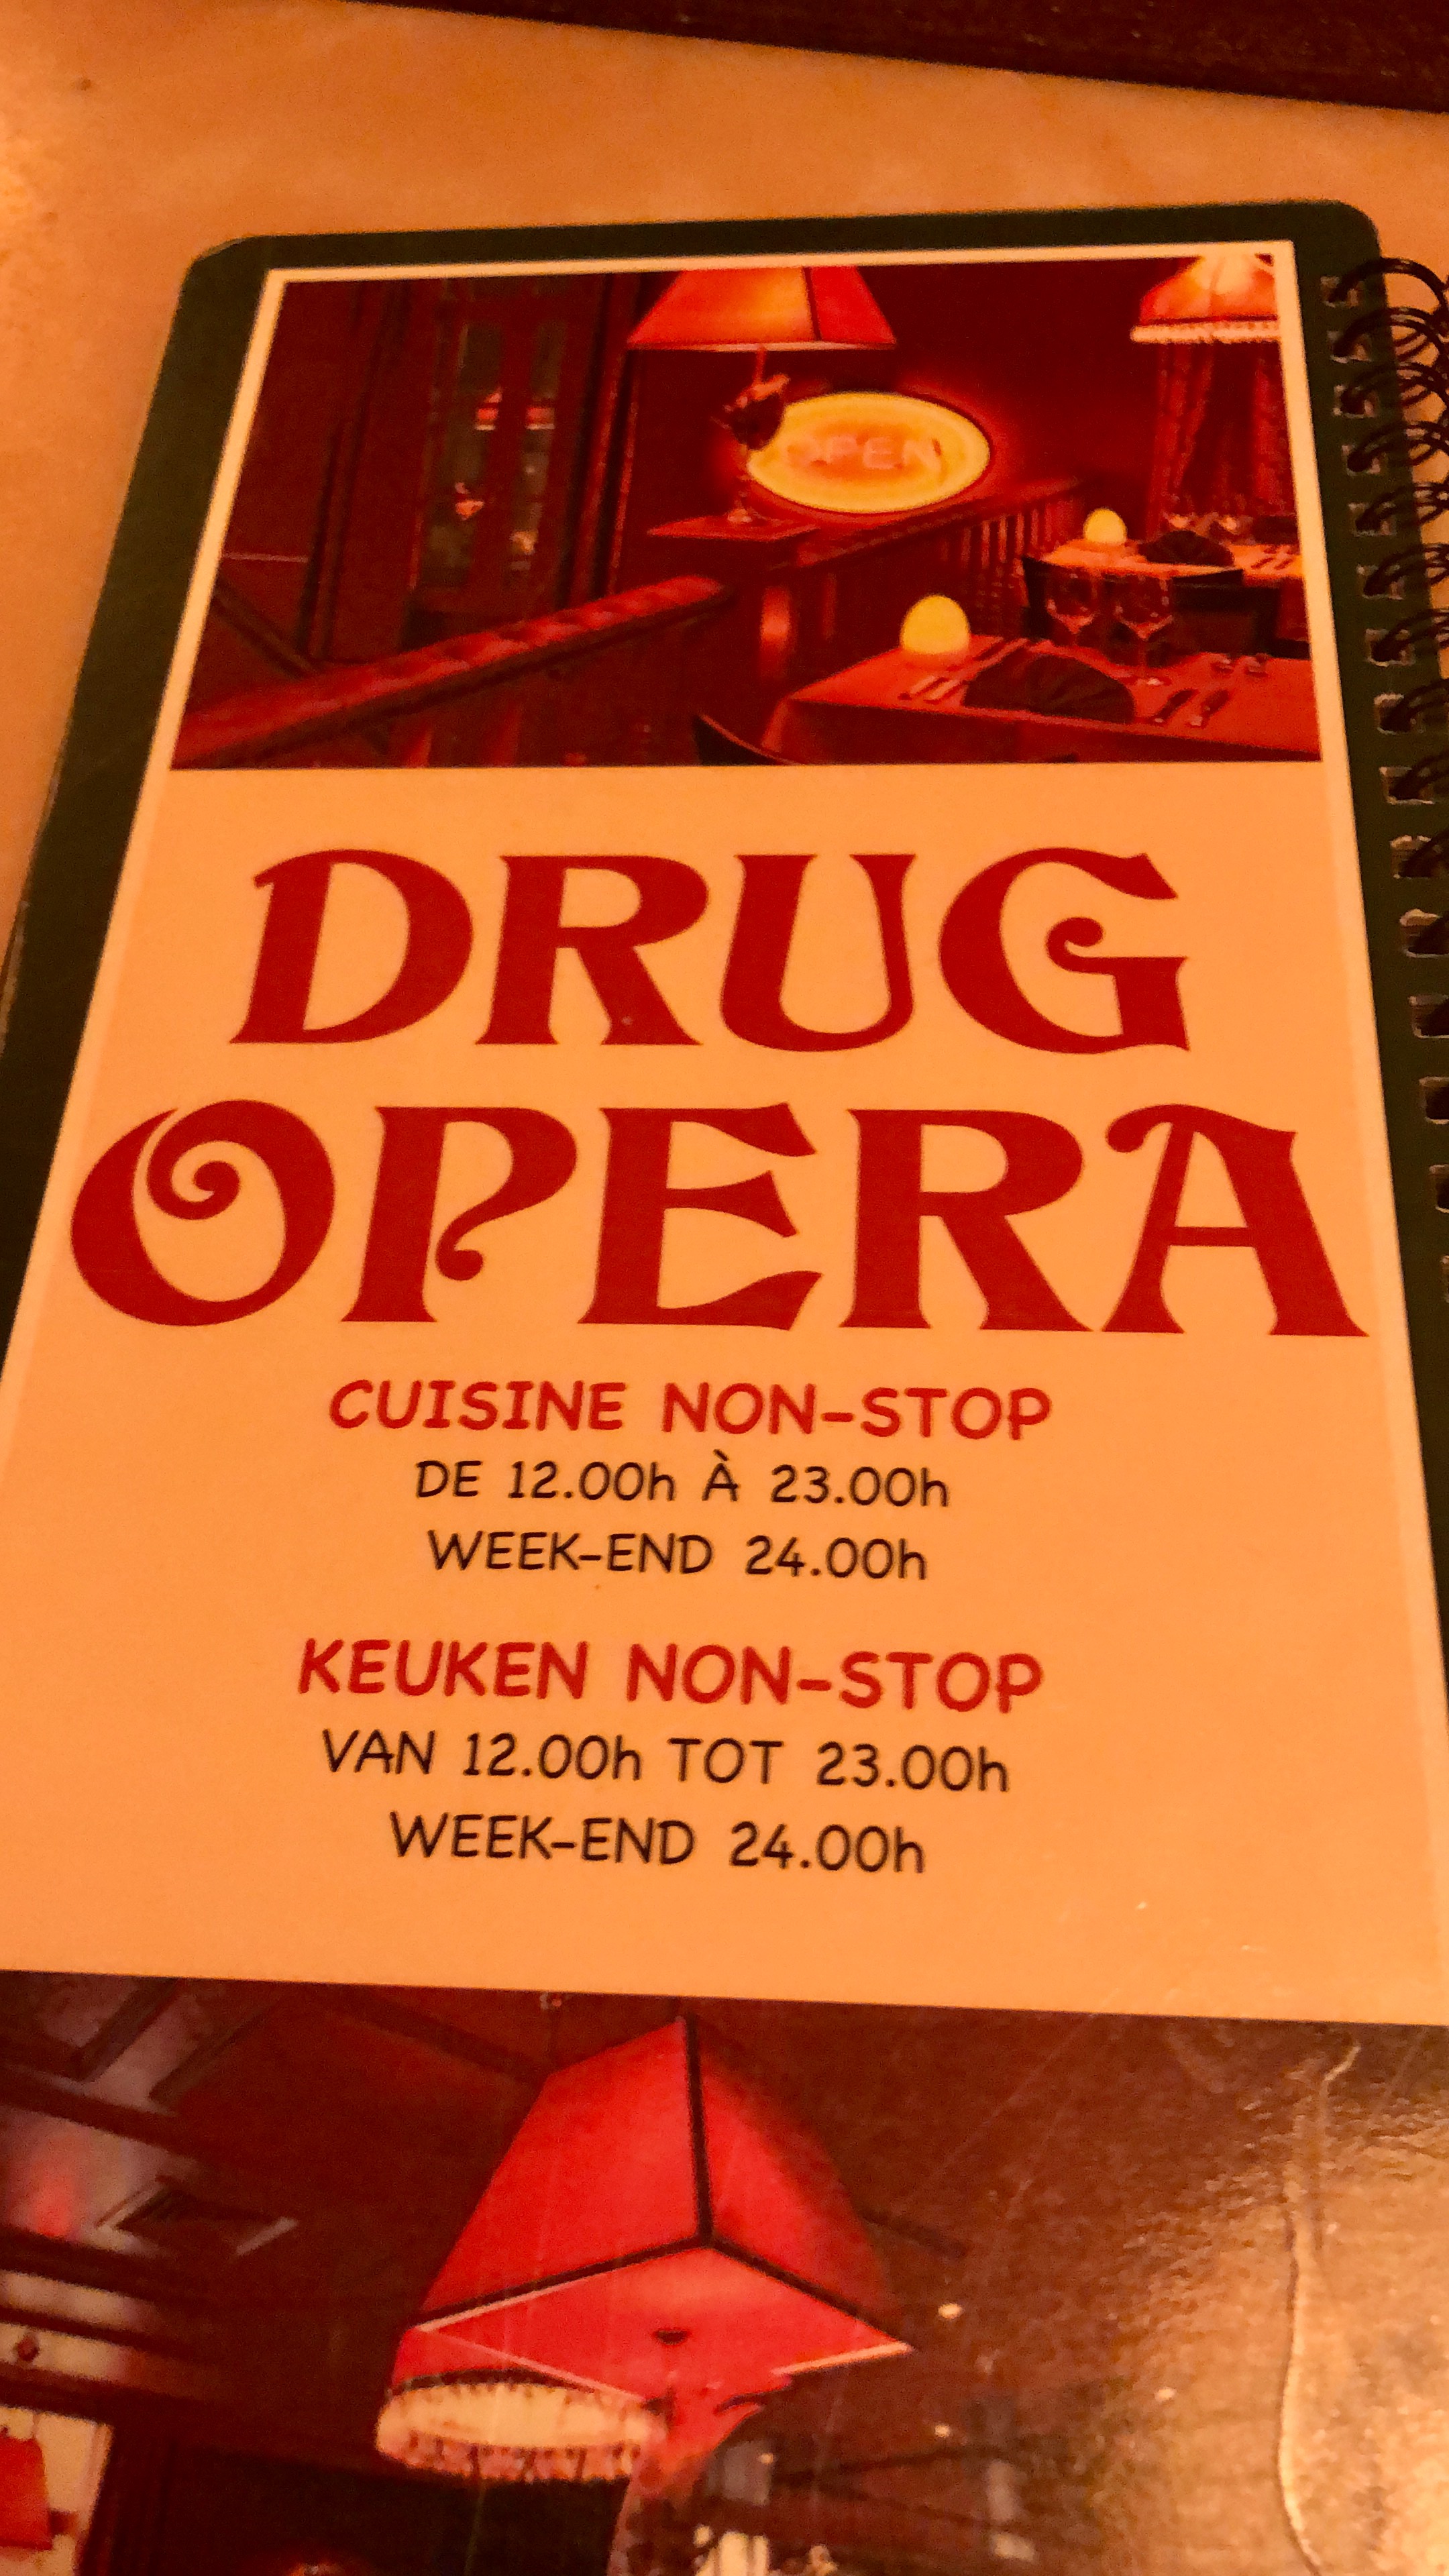 OPEN
DRUG
OPERA
CUISINE NON-STOP
DE 12.00h À 23.00h
WEEK-END 24.00h
KEUKEN NON-STOP
VAN 12.00h TOT 23.00h
WEEK-END 24.00h